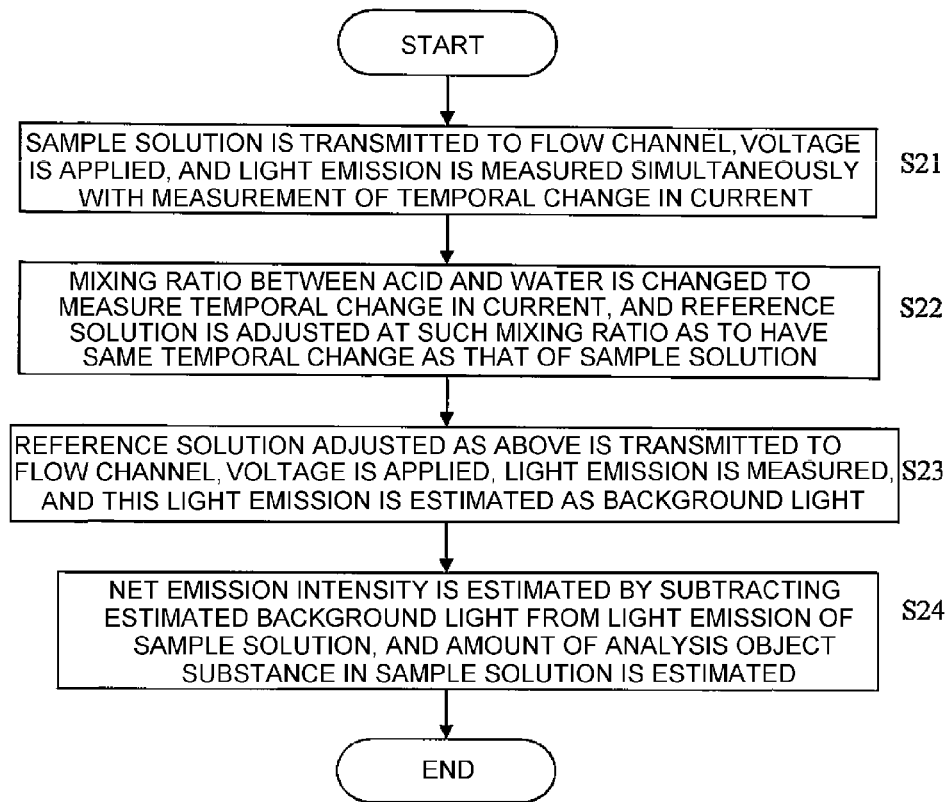 START
SAMPLE SOLUTION IS TRANSMITTED TO FLOW CHANNEL, VOLTAGE
IS APPLIED, AND LIGHT EMISSION IS MEASURED SIMULTANEOUSLY
WITH MEASUREMENT OF TEMPORAL CHANGE IN CURRENT
S21
MIXING RATIO BETWEEN ACID AND WATER IS CHANGED TO
MEASURE TEMPORAL CHANGE IN CURRENT, AND REFERENCE
SOLUTION IS ADJUSTED AT SUCH MIXING RATIO AS TO HAVE
SAME TEMPORAL CHANGE AS THAT OF SAMPLE SOLUTION
S22
REFERENCE SOLUTION ADJUSTED AS ABOVE IS TRANSMITTED TO
FLOW CHANNEL, VOLTAGE IS APPLIED, LIGHT EMISSION IS MEASURED,
AND THIS LIGHT EMISSION IS ESTIMATED AS BACKGROUND LIGHT
S23
NET EMISSION INTENSITY IS ESTIMATED BY SUBTRACTING
ESTIMATED BACKGROUND LIGHT FROM LIGHT EMISSION OF
SAMPLE SOLUTION, AND AMOUNT OF ANALYSIS OBJECT
SUBSTANCE IN SAMPLE SOLUTION IS ESTIMATED
S24
END